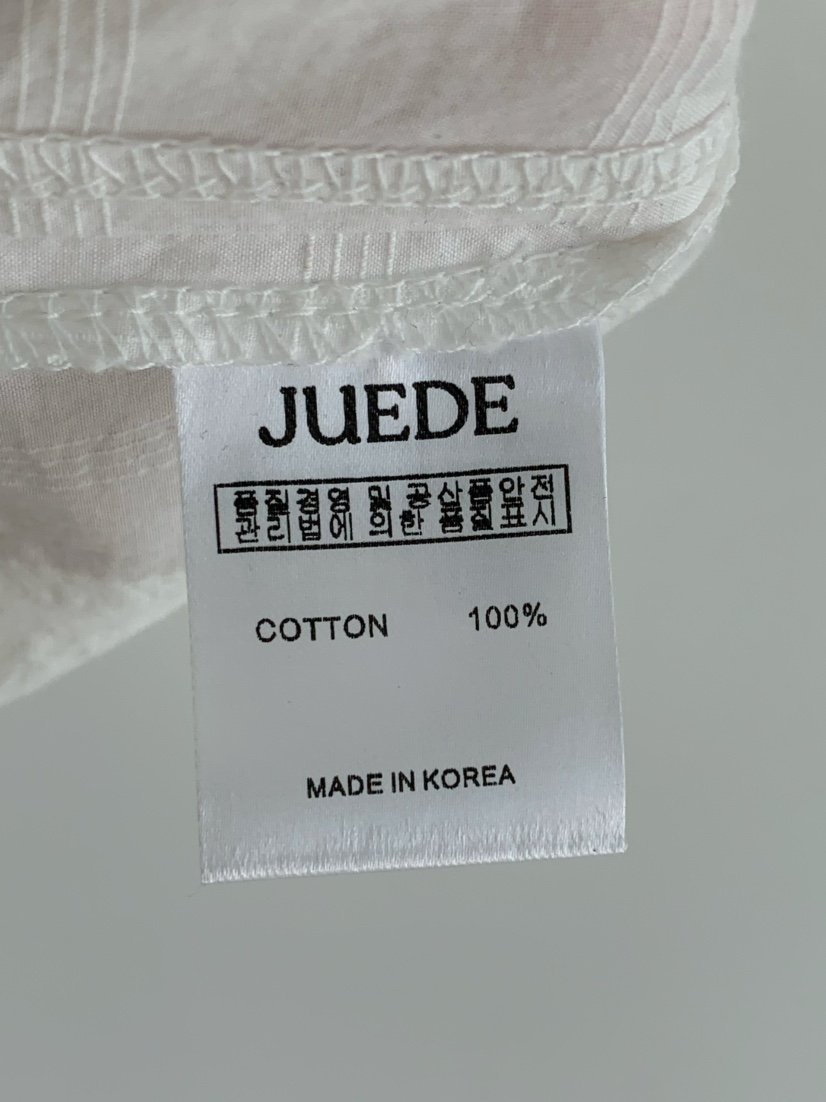 JUEDE
품질경영 및 공산품안전
관리법에 의한 품질표시
COTTON 100%
MADE IN KOREA